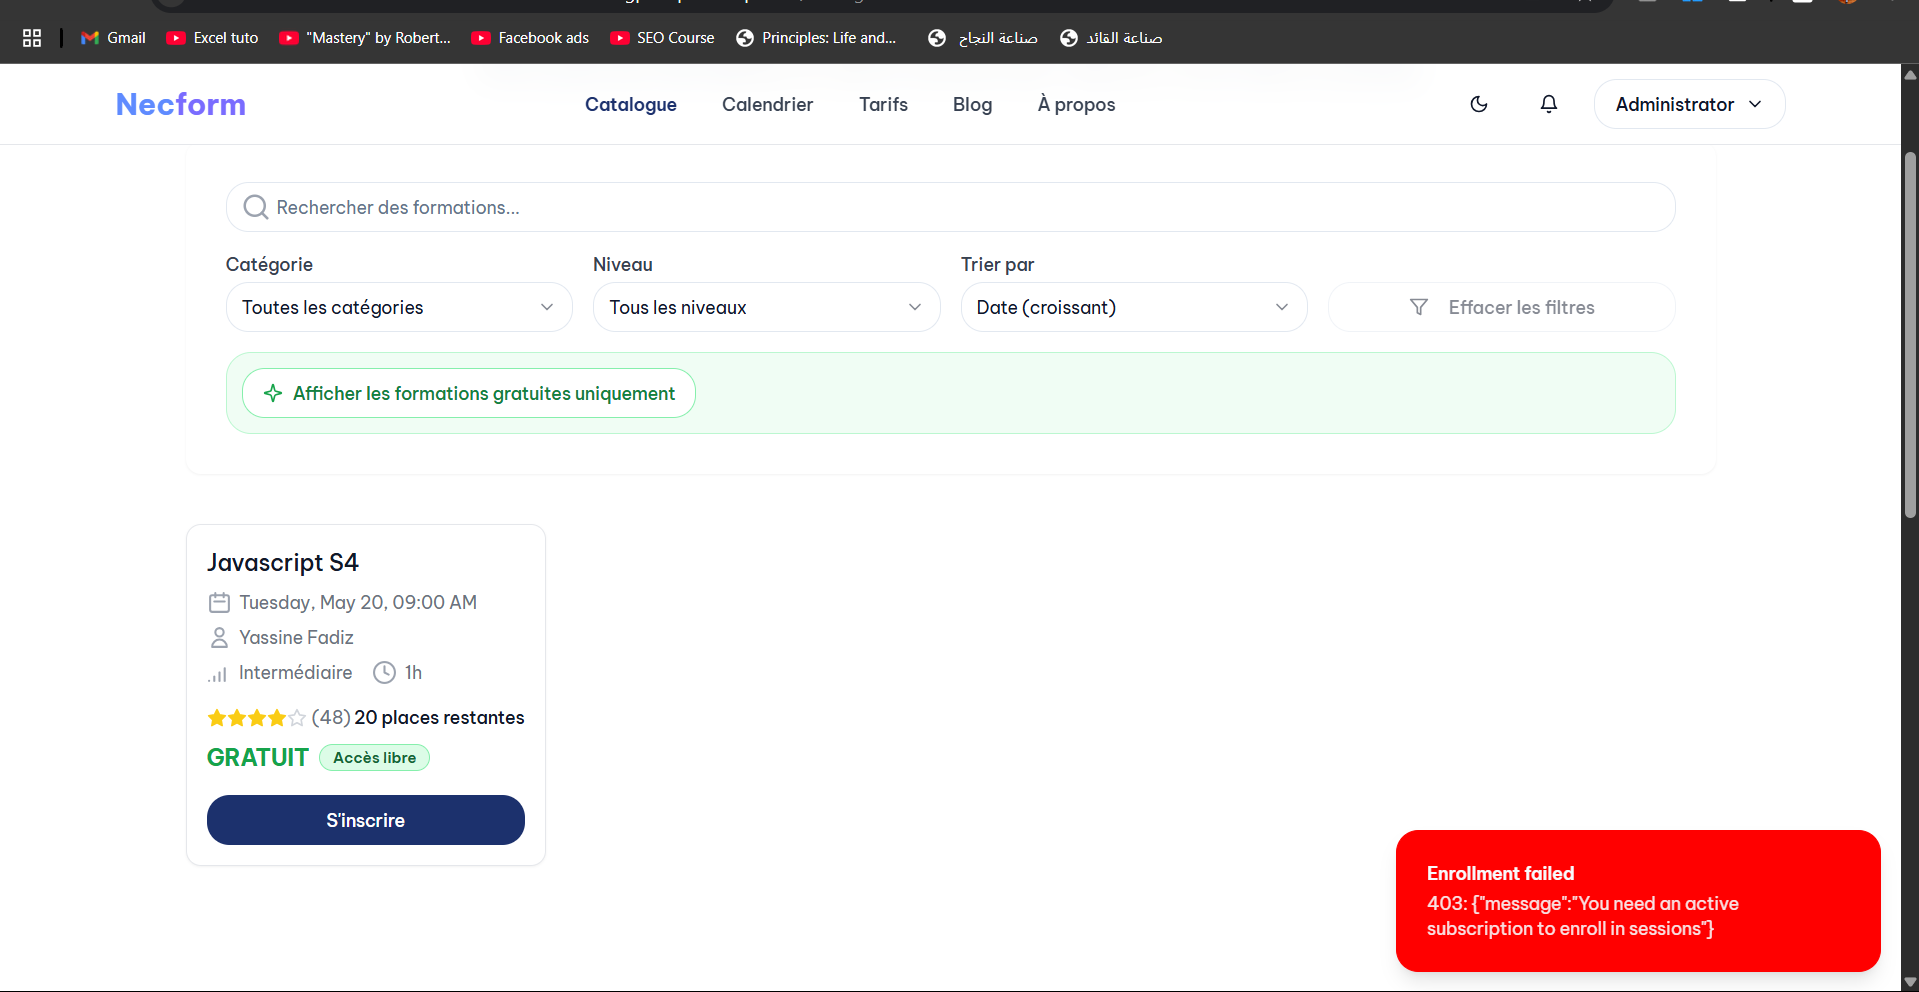 Gmail
Excel tuto
"Mastery" by Robert...
Facebook ads
SEO Course
Principles: Life and...
صناعة النجاح
صناعة القائد
Necform
Catalogue
Calendrier
Tarifs
Blog
À propos
Administrator
Rechercher des formations...
Catégorie
Niveau
Trier par
Toutes les catégories
Tous les niveaux
Date (croissant)
Effacer les filtres
Afficher les formations gratuites uniquement
Javascript S4
Tuesday, May 20, 09:00 AM
Yassine Fadiz
Intermédiaire
1h
(48) 20 places restantes
GRATUIT
Accès libre
S'inscrire
Enrollment failed
403: {"message":"You need an active
subscription to enroll in sessions"}